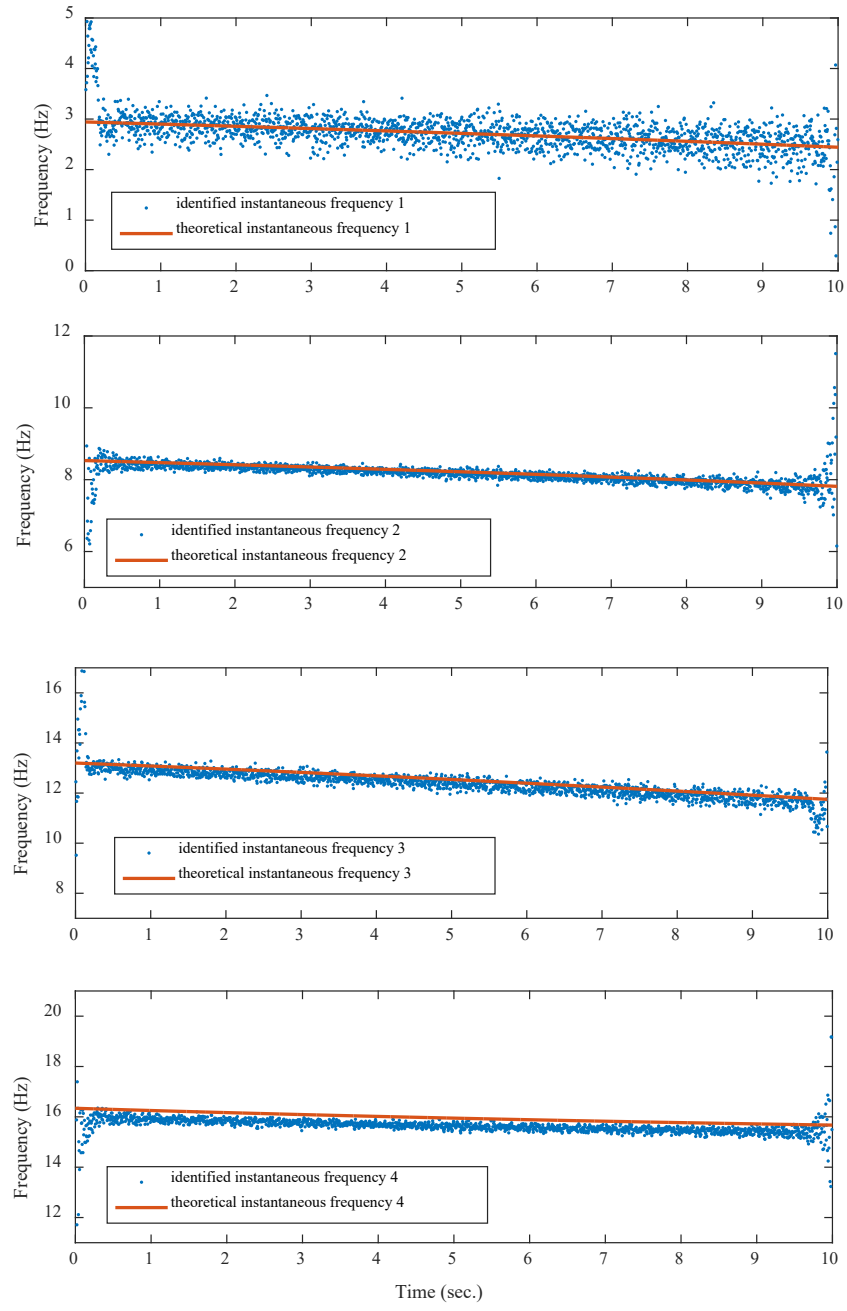 5
4
3
2
1
0
Frequency (Hz)
identified instantaneous frequency 1
theoretical instantaneous frequency 1
0 1 2 3 4 5 6 7 8 9 10
12
10
8
6
Frequency (Hz)
identified instantaneous frequency 2
theoretical instantaneous frequency 2
0 1 2 3 4 5 6 7 8 9 10
16
14
12
10
8
Frequency (Hz)
identified instantaneous frequency 3
theoretical instantaneous frequency 3
0 1 2 3 4 5 6 7 8 9 10
20
18
16
14
12
Frequency (Hz)
identified instantaneous frequency 4
theoretical instantaneous frequency 4
0 1 2 3 4 5 6 7 8 9 10
Time (sec.)